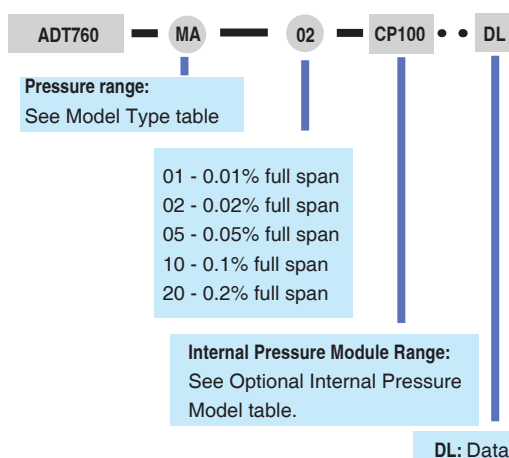 ADT760 MA 02 CP100 DL
Pressure range:
See Model Type table
01 - 0.01% full span
02 - 0.02% full span
05 - 0.05% full span
10 - 0.1% full span
20 - 0.2% full span
Internal Pressure Module Range:
See Optional Internal Pressure
Model table.
DL: Data